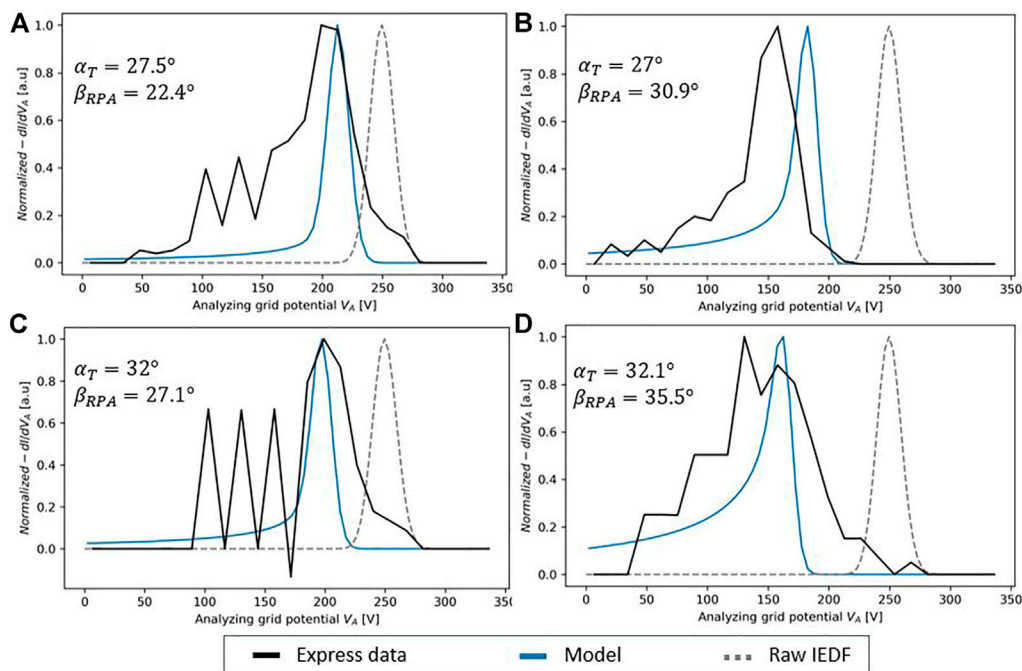 A
α_T = 27.5°
β_RPA = 22.4°
Normalized − dI/dV_A [a.u]
1.0
0.8
0.6
0.4
0.2
0.0
0 50 100 150 200 250 300 350
Analyzing grid potential V_A [V]
B
α_T = 27°
β_RPA = 30.9°
Normalized − dI/dV_A [a.u]
1.0
0.8
0.6
0.4
0.2
0.0
0 50 100 150 200 250 300 350
Analyzing grid potential V_A [V]
C
α_T = 32°
β_RPA = 27.1°
Normalized − dI/dV_A [a.u]
1.0
0.8
0.6
0.4
0.2
0.0
0 50 100 150 200 250 300 350
Analyzing grid potential V_A [V]
D
α_T = 32.1°
β_RPA = 35.5°
Normalized − dI/dV_A [a.u]
1.0
0.8
0.6
0.4
0.2
0.0
0 50 100 150 200 250 300 350
Analyzing grid potential V_A [V]
Express data Model Raw IEDF